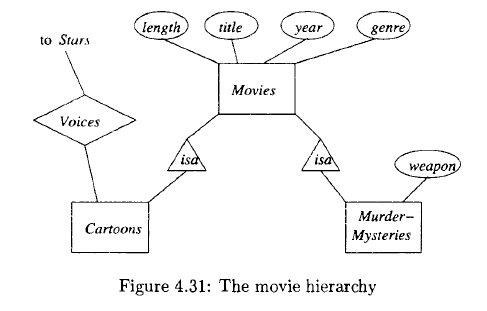 length
title
year
genre
to Stars
Movies
Voices
isa
isa
weapon
Cartoons
Murder-
Mysteries
Figure 4.31: The movie hierarchy